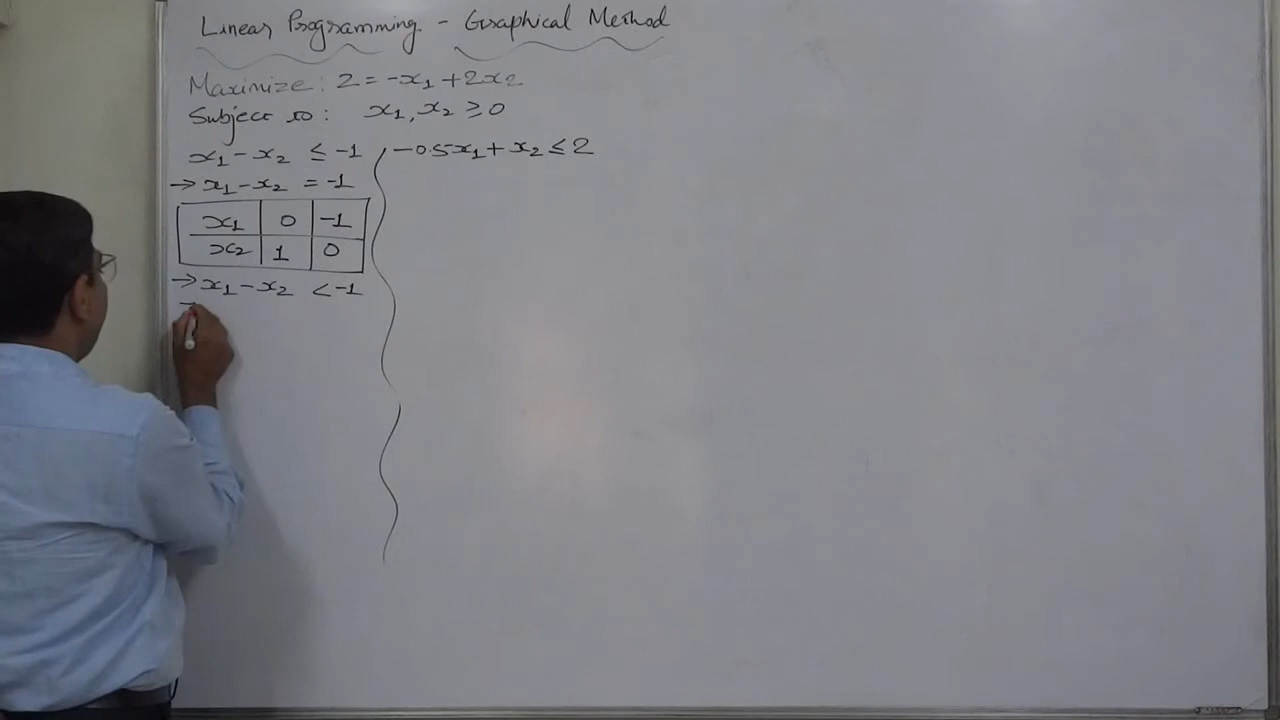 Linear Programming - Graphical Method
Maximize: Z = -x₁ + 2x₂
Subject to: x₁, x₂ ≥ 0
x₁ - x₂ ≤ -1
→ x₁ - x₂ = -1
x₁ 0 -1
x₂ 1 0
→ x₁ - x₂ < -1
-0.5x₁ + x₂ ≤ 2